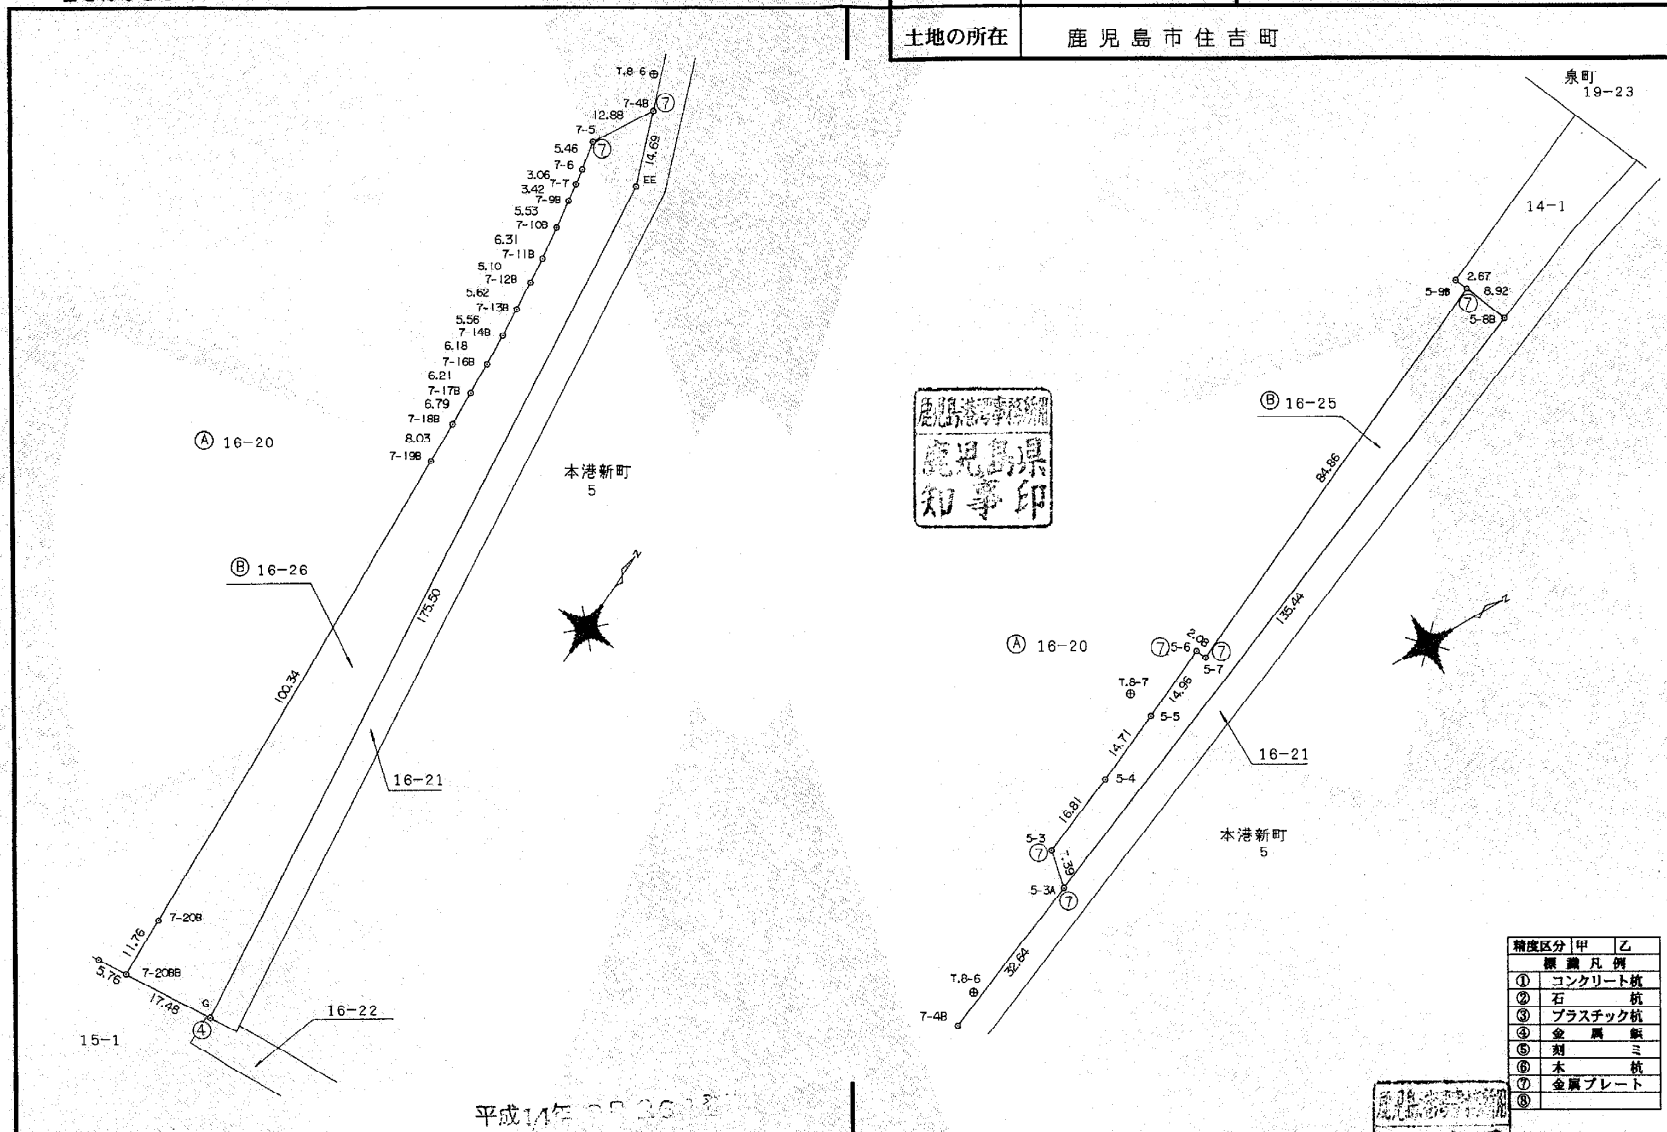 土地の所在
鹿児島市住吉町
T.8-6
7-4B
⑦
12.88
7-5
⑦
14.69
5.46
7-6
EE
3.06
7-7
3.42
7-9B
5.53
7-10B
6.31
7-11B
5.10
7-12B
5.62
7-13B
5.56
7-14B
6.18
7-16B
6.21
7-17B
6.79
7-18B
8.03
7-19B
Ⓐ 16-20
本港新町
5
Ⓑ 16-26
175.50
100.34
16-21
7-20B
11.76
5.76
7-20BB
17.48
G
④
16-22
15-1
平成14年
泉町
19-23
14-1
2.67
5-9B
8.92
⑦
5-8B
Ⓑ 16-25
鹿児島県
知事印
84.86
135.44
Ⓐ 16-20
2.08
⑦
5-6
⑦
5-7
T.8-7
14.96
5-5
14.71
16-21
5-4
16.81
本港新町
5
5-3
⑦
7.39
5-3A
⑦
32.64
T.8-6
7-4B
精度区分 甲 乙
標識凡例
① コンクリート杭
② 石杭
③ プラスチック杭
④ 金属鋲
⑤ 刻ミ
⑥ 木杭
⑦ 金属プレート
⑧